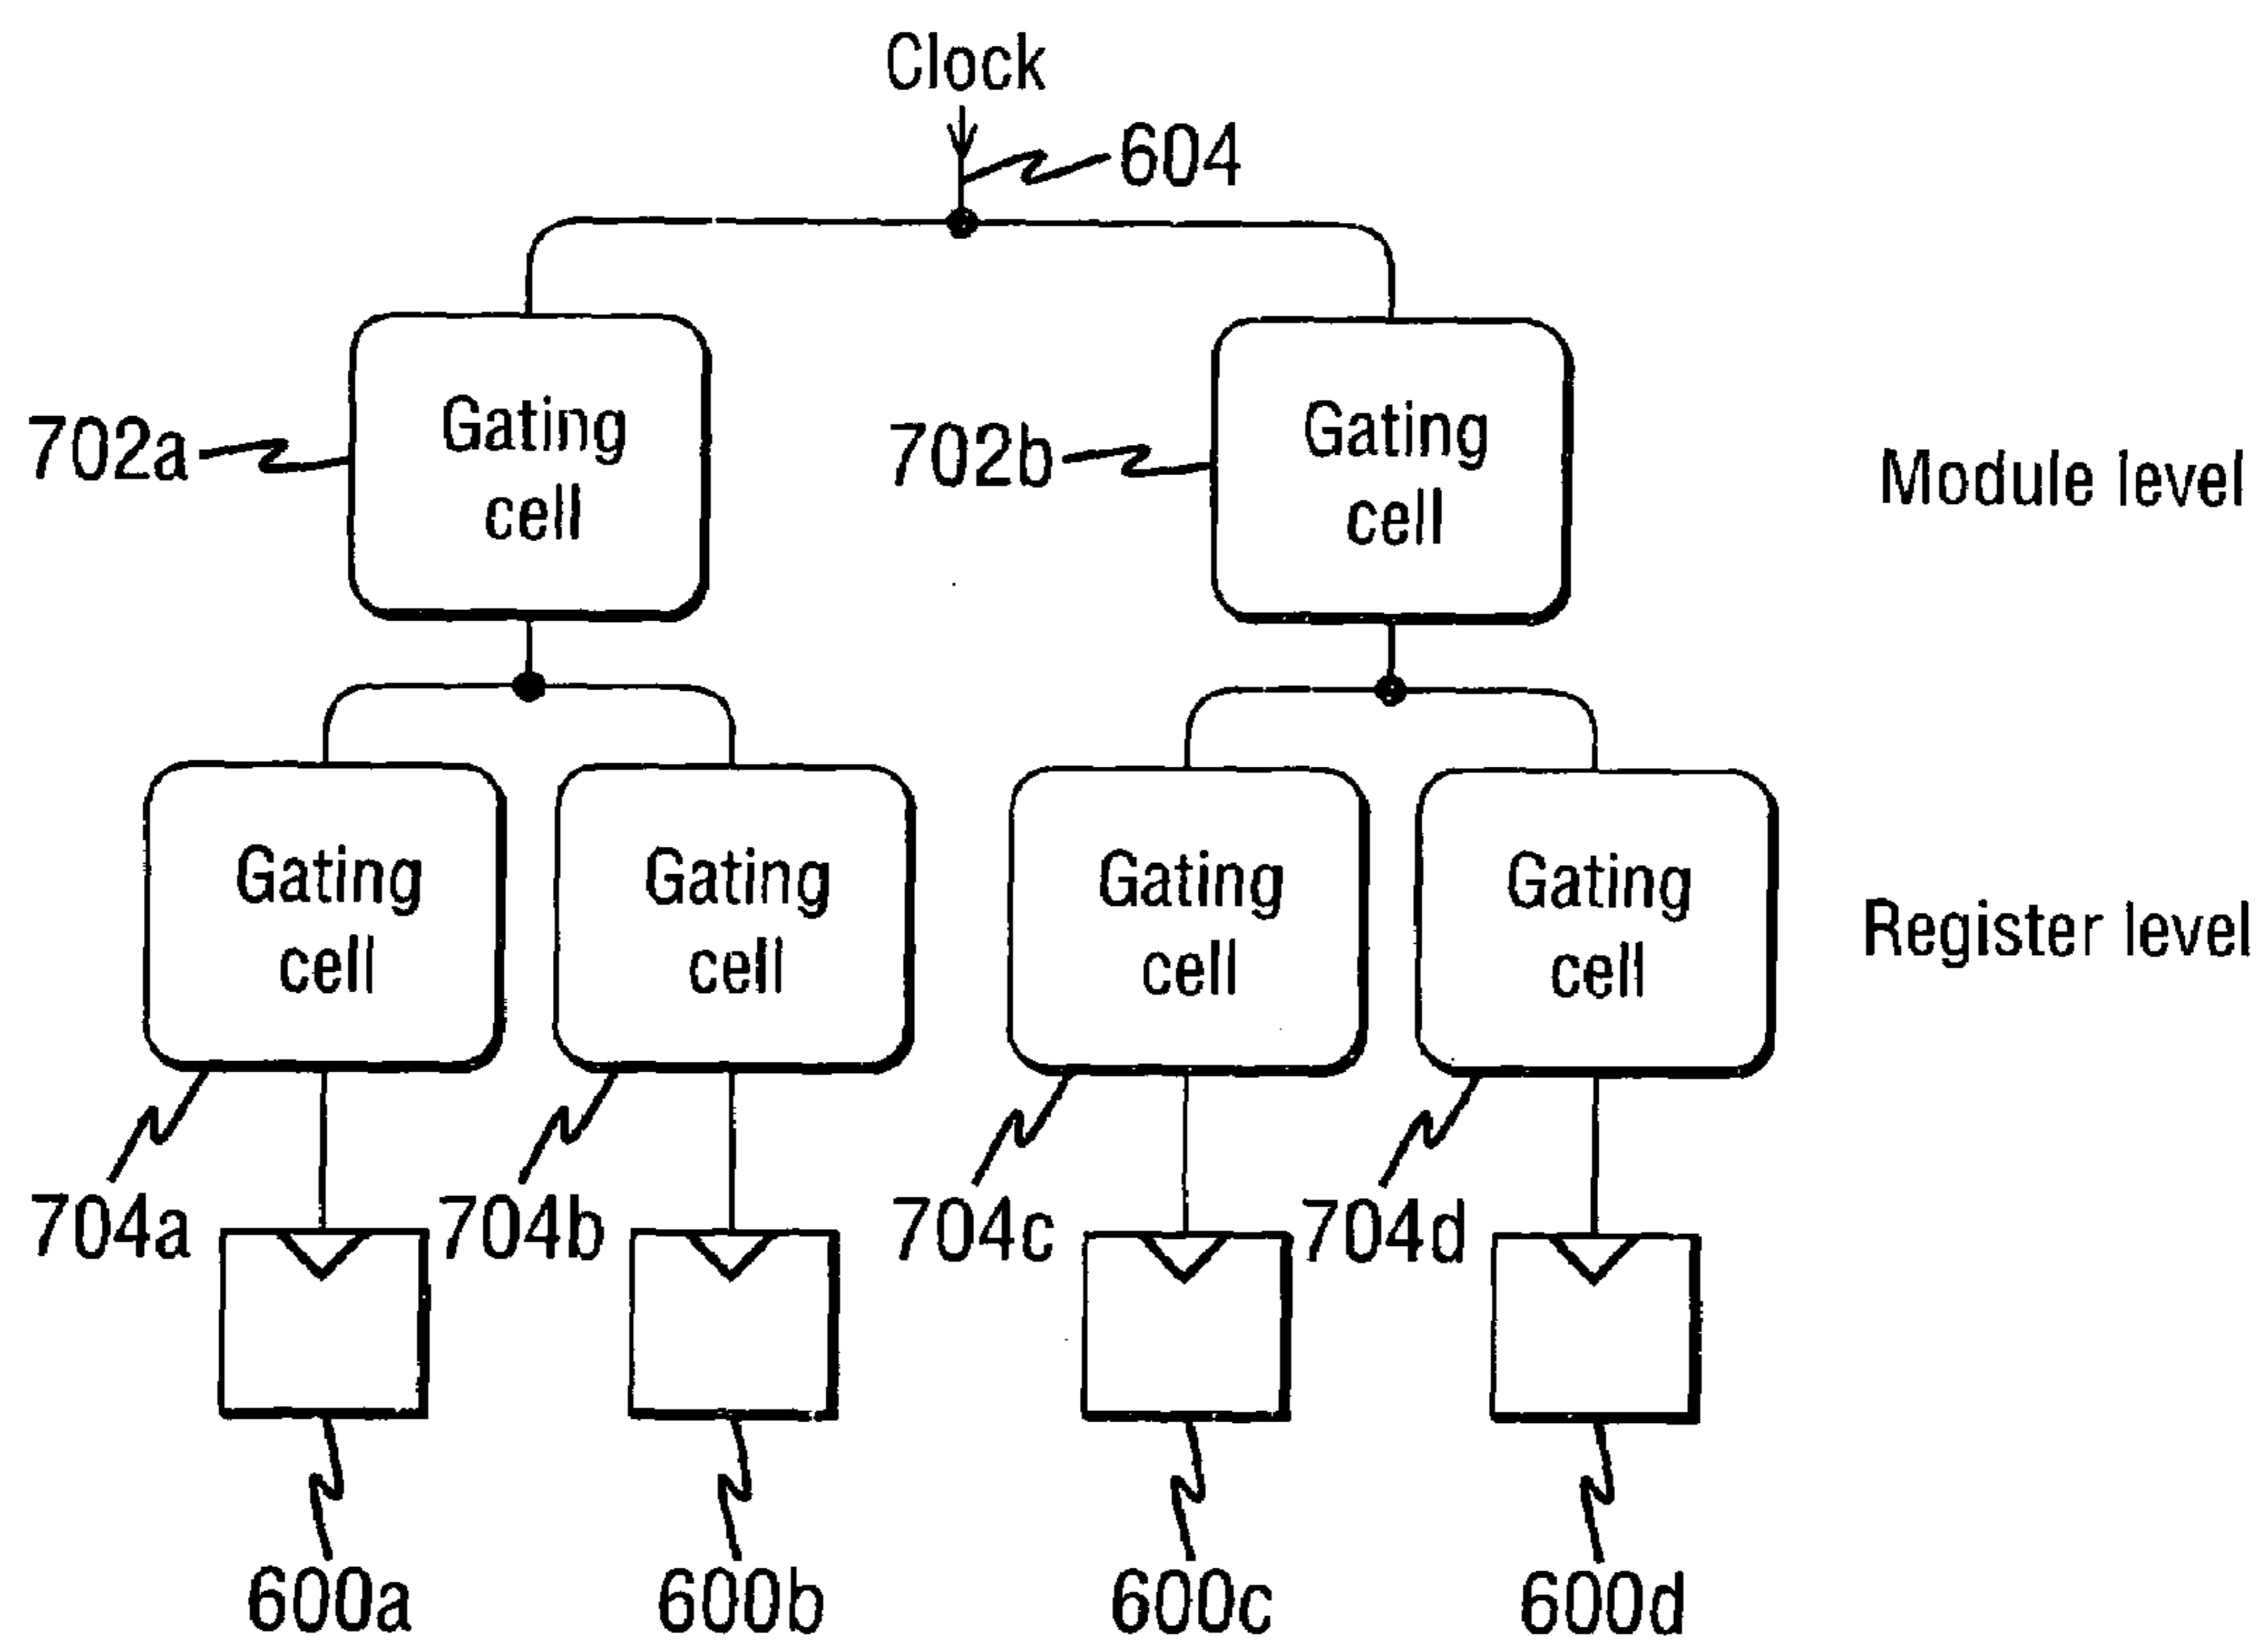 Clock
604
702a
Gating
cell
702b
Gating
cell
Module level
Gating
cell
Gating
cell
Gating
cell
Gating
cell
Register level
704a
704b
704c
704d
600a
600b
600c
600d